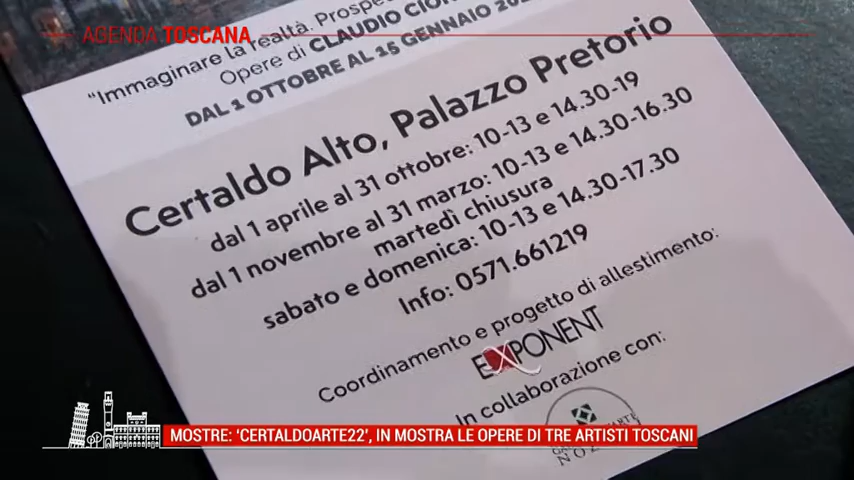 AGENDA TOSCANA
"Immaginare la realtà.
Opere di CLAUDIO
DAL 1 OTTOBRE AL 15 GENNAIO
Certaldo Alto, Palazzo Pretorio
dal 1 aprile al 31 ottobre: 10-13 e 14.30-19
dal 1 novembre al 31 marzo: 10-13 e 14.30-16.30
martedì chiusura
sabato e domenica: 10-13 e 14.30-17.30
Info: 0571.661219
Coordinamento e progetto di allestimento:
EXPONENT
In collaborazione con:
MOSTRE: 'CERTALDOARTE22', IN MOSTRA LE OPERE DI TRE ARTISTI TOSCANI